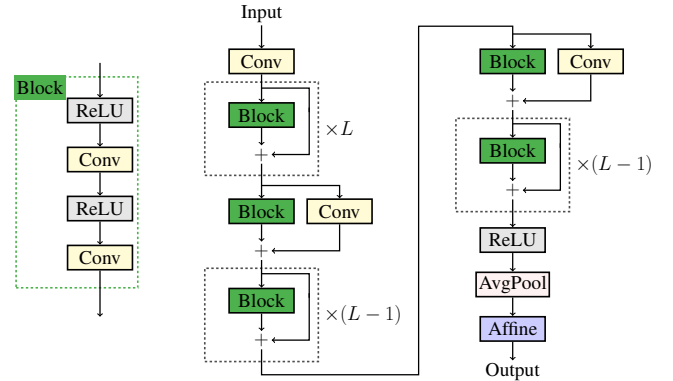 Block
ReLU
Conv
ReLU
Conv
Input
Conv
Block
+
×L
Block
Conv
+
Block
+
×(L − 1)
Block
Conv
+
Block
+
×(L − 1)
ReLU
AvgPool
Affine
Output